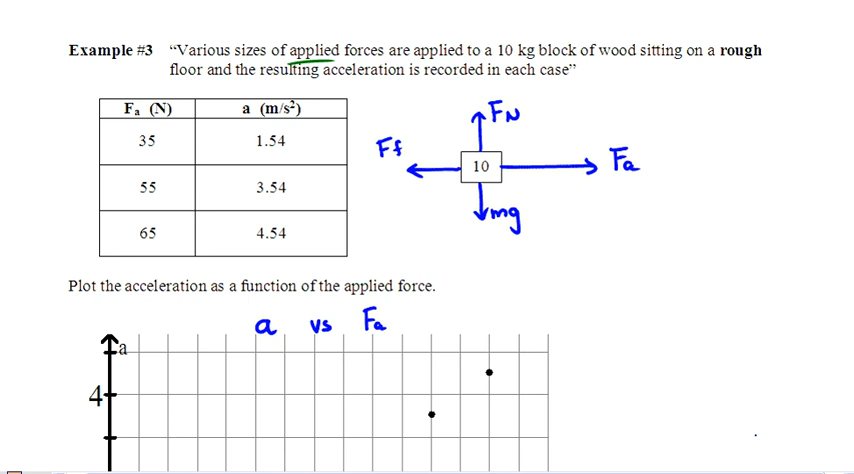 Example #3 “Various sizes of applied forces are applied to a 10 kg block of wood sitting on a rough
floor and the resulting acceleration is recorded in each case”
Fa (N) a (m/s²)
35 1.54
55 3.54
65 4.54
FN
Ff
10
Fa
mg
Plot the acceleration as a function of the applied force.
a vs Fa
a
4